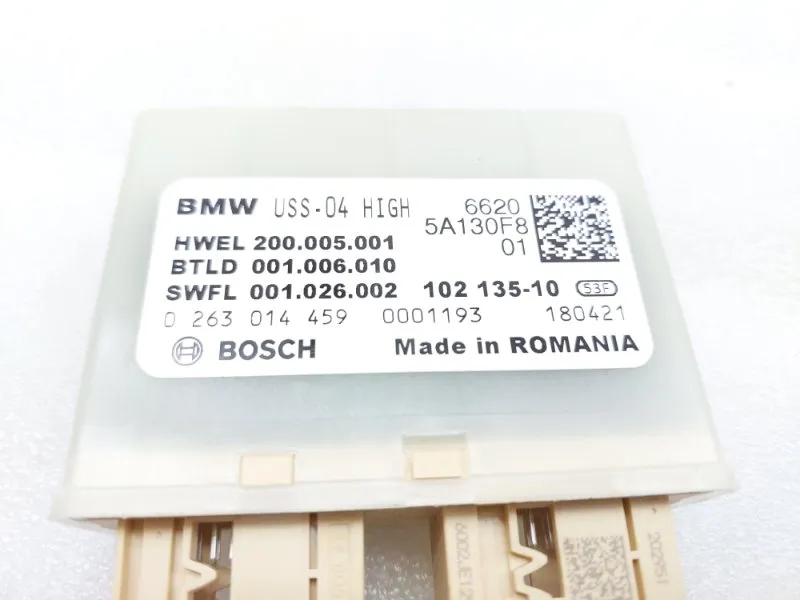 BMW USS-04 HIGH 6620
5A130F8
01
HWEL 200.005.001
BTLD 001.006.010
SWFL 001.026.002 102 135-10 S3F
0 263 014 459 0001193 180421
BOSCH Made in ROMANIA